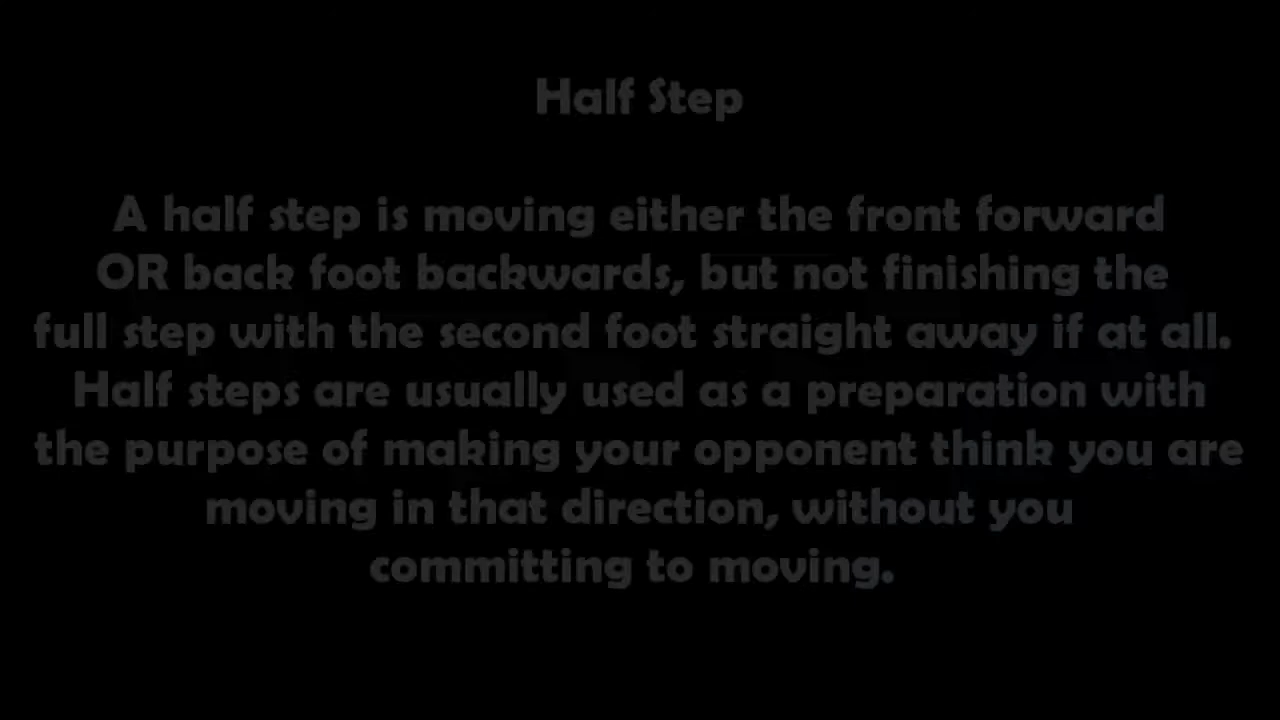 Half Step
A half step is moving either the front forward
OR back foot backwards, but not finishing the
full step with the second foot straight away if at all.
Half steps are usually used as a preparation with
the purpose of making your opponent think you are
moving in that direction, without you
committing to moving.